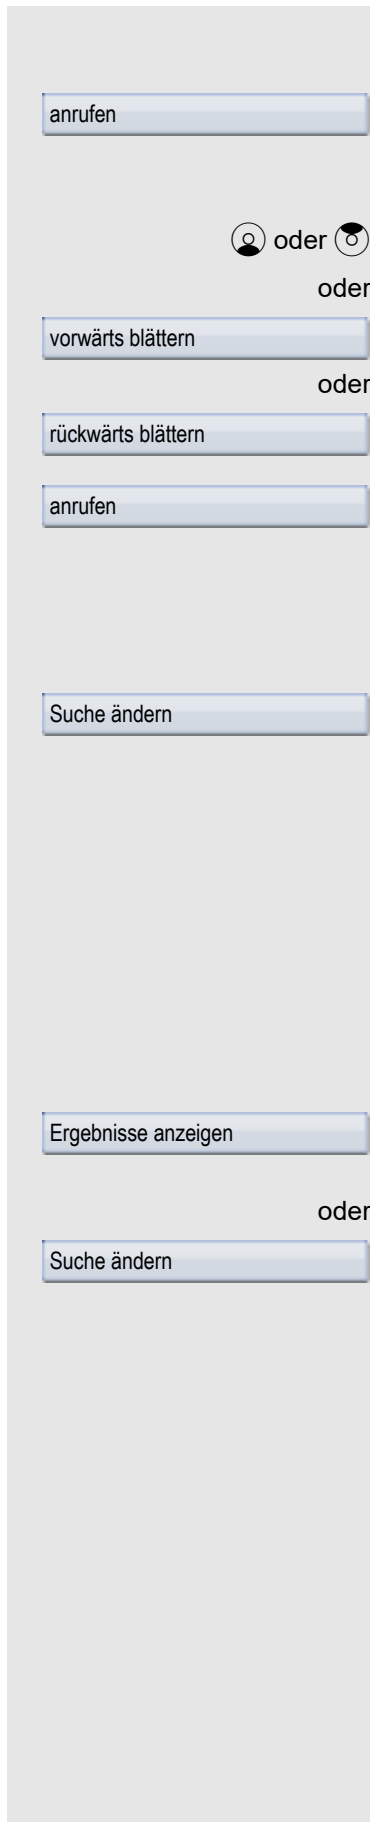 anrufen
oder
oder
vorwärts blättern
oder
rückwärts blättern
anrufen
Suche ändern
Ergebnisse anzeigen
oder
Suche ändern